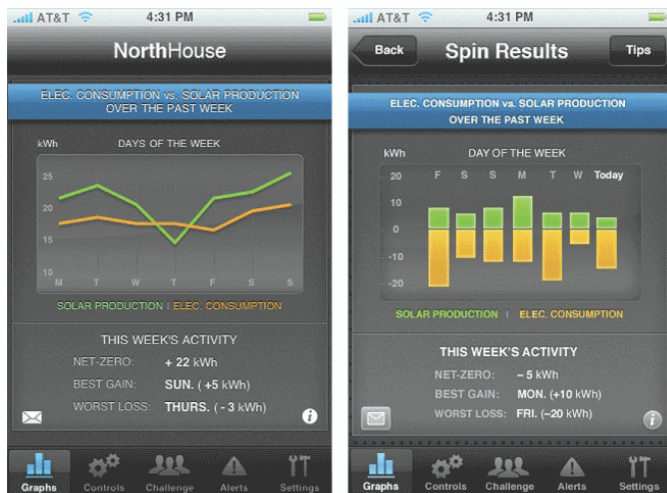 AT&T 4:31 PM
NorthHouse
ELEC. CONSUMPTION vs. SOLAR PRODUCTION
OVER THE PAST WEEK
kWh DAYS OF THE WEEK
25
20
15
10
M T W T F S S
SOLAR PRODUCTION | ELEC. CONSUMPTION
THIS WEEK'S ACTIVITY
NET-ZERO: + 22 kWh
BEST GAIN: SUN. ( +5 kWh)
WORST LOSS: THURS. ( - 3 kWh)
i
Graphs Controls Challenge Alerts Settings
AT&T 4:31 PM
Back Spin Results Tips
ELEC. CONSUMPTION vs. SOLAR PRODUCTION
OVER THE PAST WEEK
kWh DAY OF THE WEEK
20 F S S M T W Today
10
0
-10
-20
SOLAR PRODUCTION | ELEC. CONSUMPTION
THIS WEEK'S ACTIVITY
NET-ZERO: – 5 kWh
BEST GAIN: MON. (+10 kWh)
WORST LOSS: FRI. (–20 kWh)
i
Graphs Controls Challenge Alerts Settings